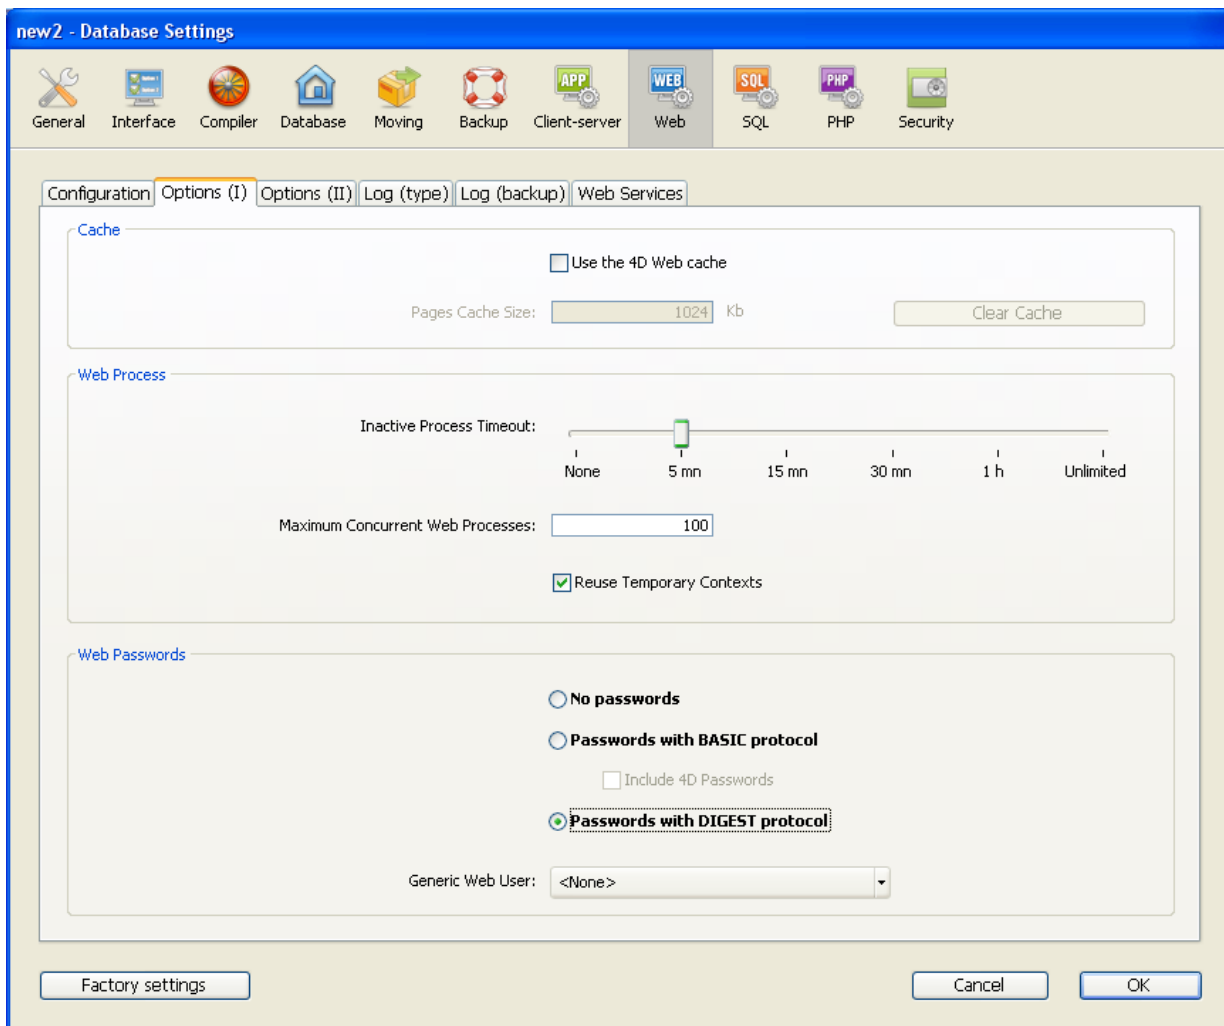 new2 - Database Settings
APP WEB SQL PHP
General Interface Compiler Database Moving Backup Client-server Web SQL PHP Security
Configuration Options (I) Options (II) Log (type) Log (backup) Web Services
Cache
Use the 4D Web cache
Pages Cache Size: 1024 Kb Clear Cache
Web Process
Inactive Process Timeout:
None 5 mn 15 mn 30 mn 1 h Unlimited
Maximum Concurrent Web Processes: 100
Reuse Temporary Contexts
Web Passwords
No passwords
Passwords with BASIC protocol
Include 4D Passwords
Passwords with DIGEST protocol
Generic Web User: <None>
Factory settings Cancel OK